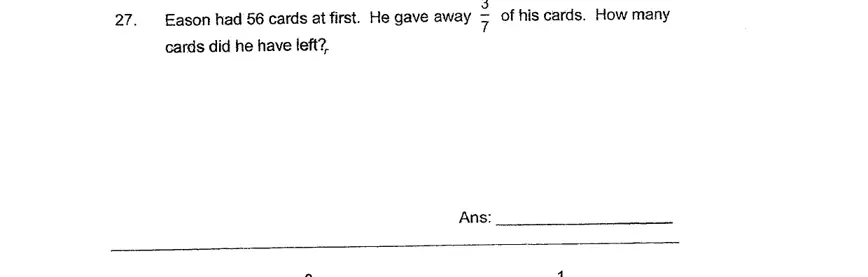 27. Eason had 56 cards at first. He gave away 3/7 of his cards. How many
cards did he have left?
Ans: